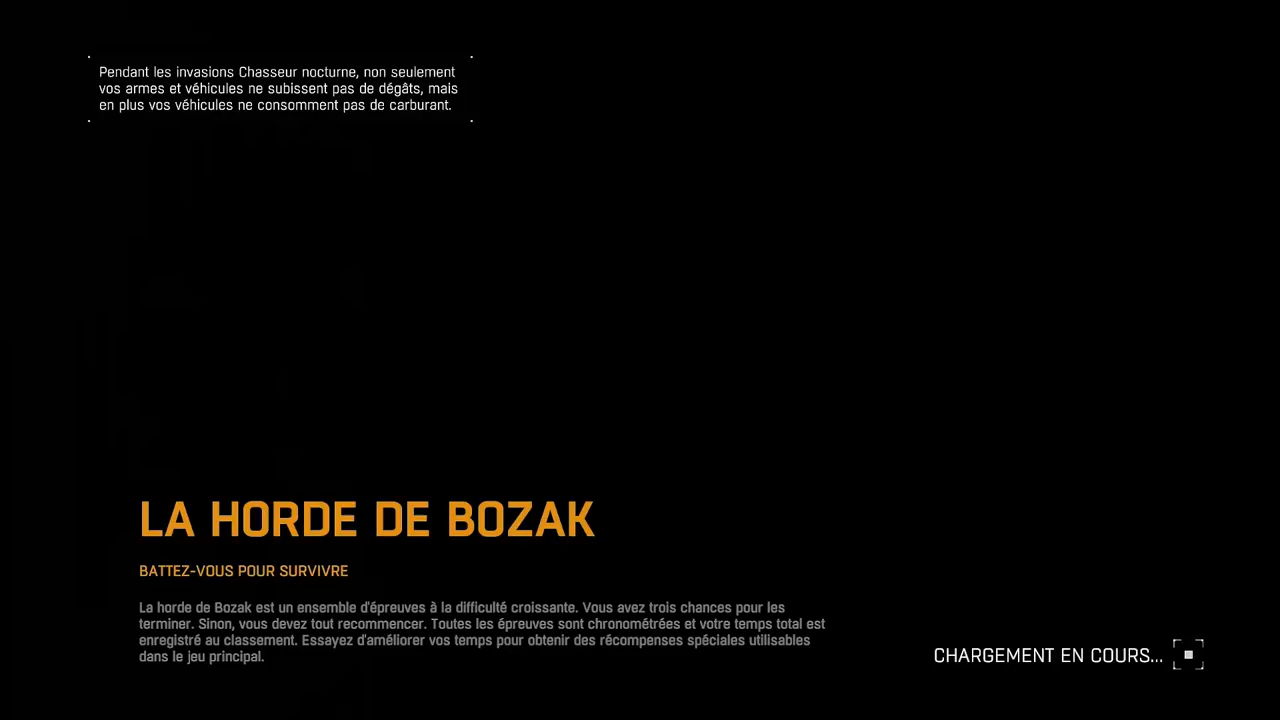 Pendant les invasions Chasseur nocturne, non seulement
vos armes et véhicules ne subissent pas de dégâts, mais
en plus vos véhicules ne consomment pas de carburant.
LA HORDE DE BOZAK
BATTEZ-VOUS POUR SURVIVRE
La horde de Bozak est un ensemble d'épreuves à la difficulté croissante. Vous avez trois chances pour les
terminer. Sinon, vous devez tout recommencer. Toutes les épreuves sont chronométrées et votre temps total est
enregistré au classement. Essayez d'améliorer vos temps pour obtenir des récompenses spéciales utilisables
dans le jeu principal.
CHARGEMENT EN COURS...